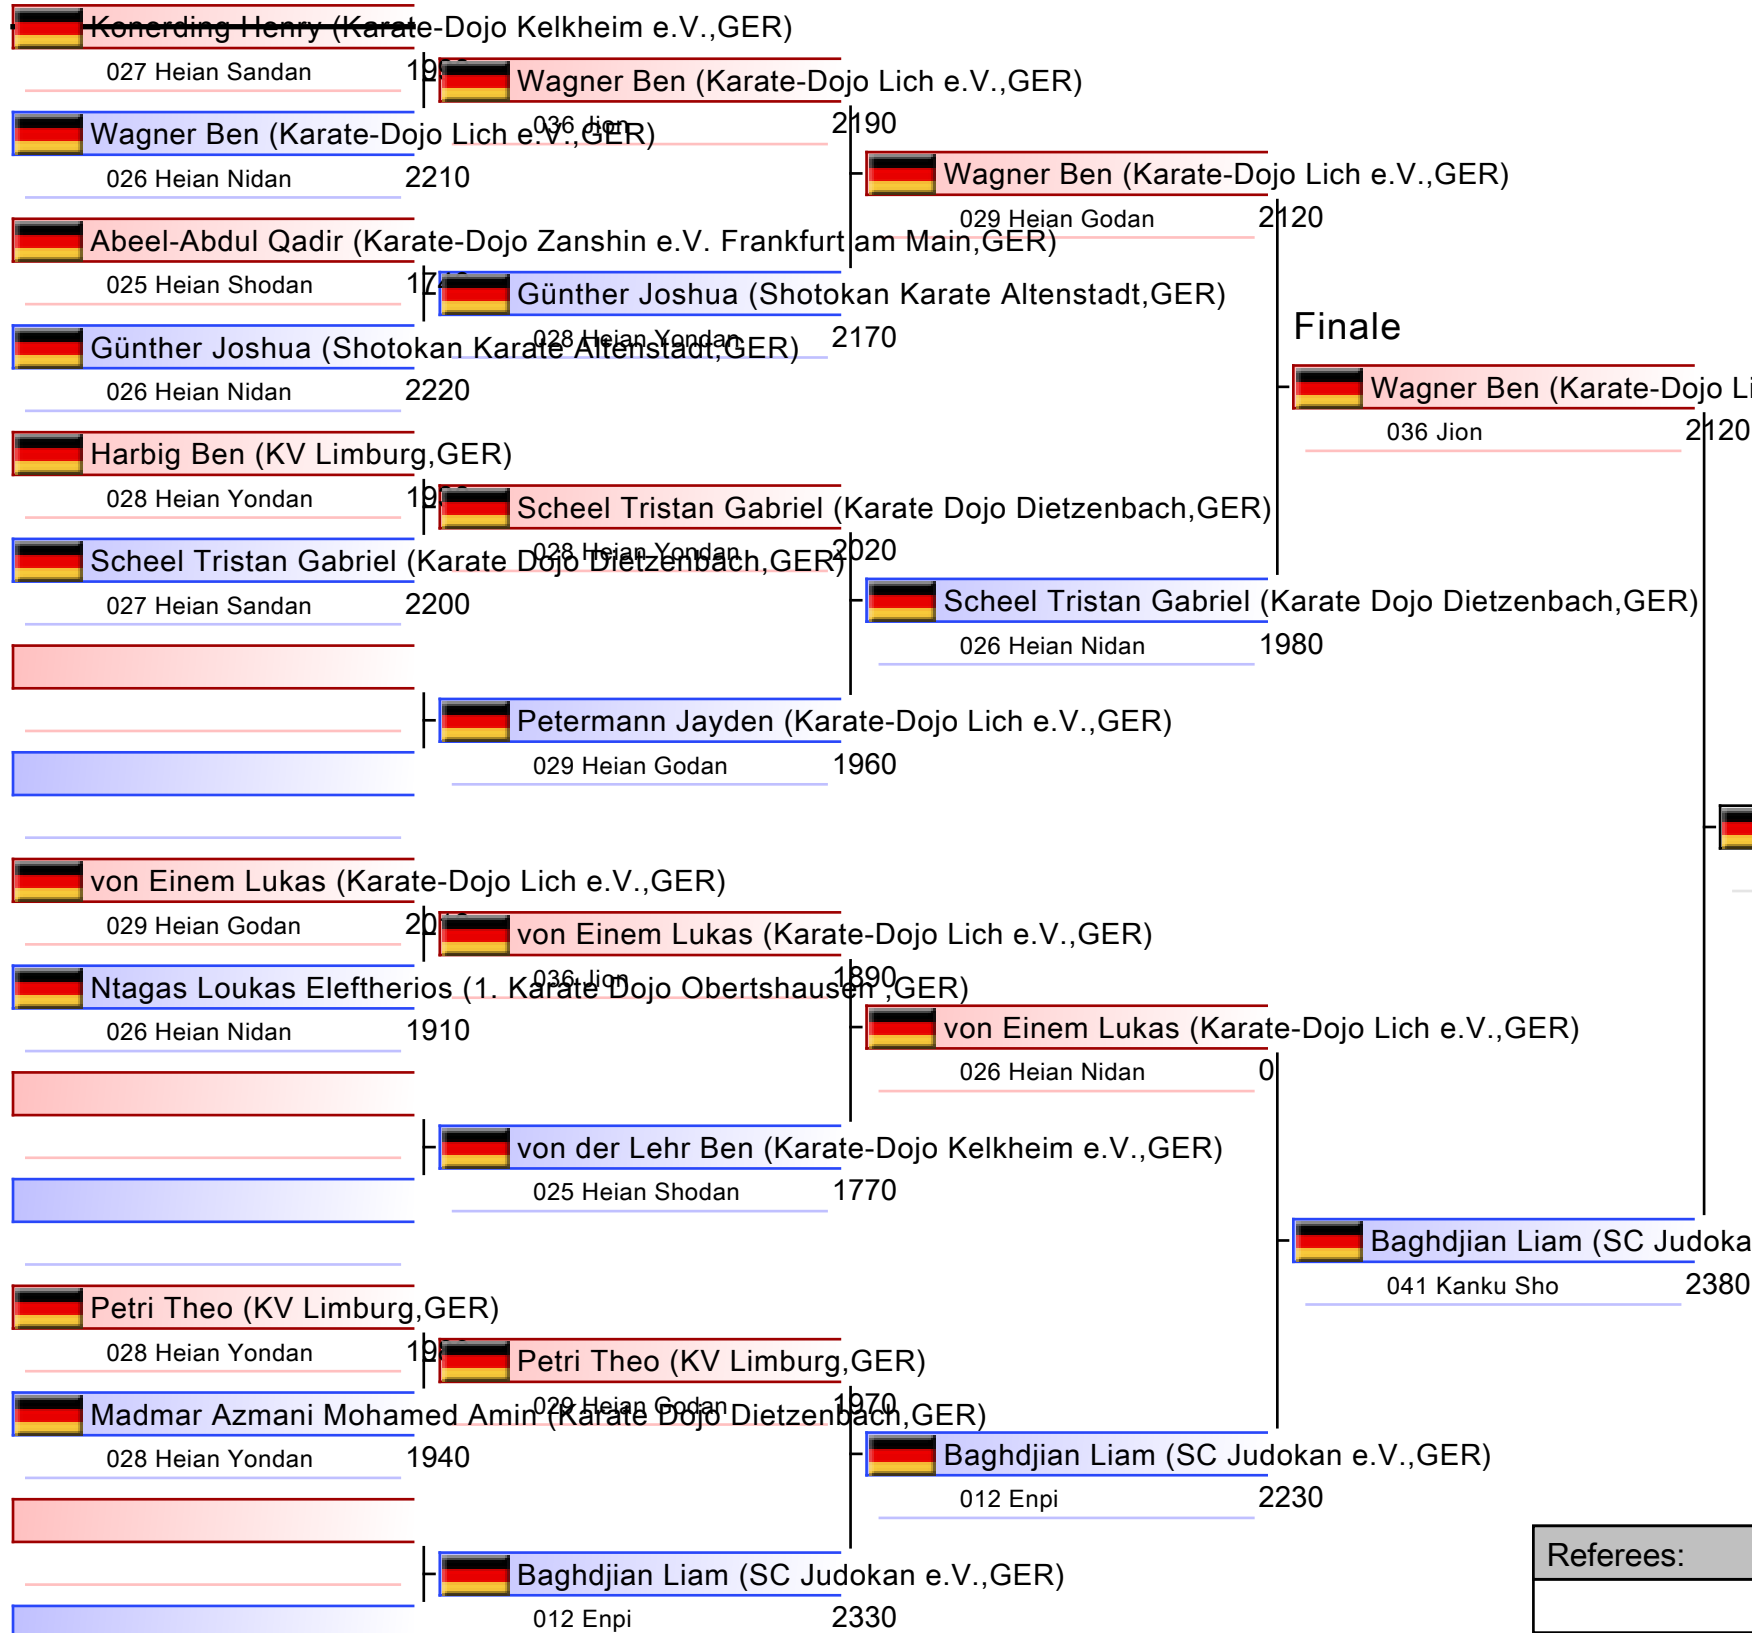 Konerding Henry (Karate-Dojo Kelkheim e.V.,GER)
027 Heian Sandan
Wagner Ben (Karate-Dojo Lich e.V.,GER)
026 Heian Nidan 2210
Abeel-Abdul Qadir (Karate-Dojo Zanshin e.V. Frankfurt am Main,GER)
025 Heian Shodan
Günther Joshua (Shotokan Karate Altenstadt,GER)
026 Heian Nidan 2220
Harbig Ben (KV Limburg,GER)
028 Heian Yondan
Scheel Tristan Gabriel (Karate Dojo Dietzenbach,GER)
027 Heian Sandan 2200
von Einem Lukas (Karate-Dojo Lich e.V.,GER)
029 Heian Godan
Ntagas Loukas Eleftherios (1. Karate Dojo Obertshausen ,GER)
026 Heian Nidan 1910
Petri Theo (KV Limburg,GER)
028 Heian Yondan
Madmar Azmani Mohamed Amin (Karate Dojo Dietzenbach,GER)
028 Heian Yondan 1940
Wagner Ben (Karate-Dojo Lich e.V.,GER)
036 Jion 2190
Günther Joshua (Shotokan Karate Altenstadt,GER)
028 Heian Yondan 2170
Scheel Tristan Gabriel (Karate Dojo Dietzenbach,GER)
028 Heian Yondan 2020
Petermann Jayden (Karate-Dojo Lich e.V.,GER)
029 Heian Godan 1960
von Einem Lukas (Karate-Dojo Lich e.V.,GER)
036 Jion 1890
von der Lehr Ben (Karate-Dojo Kelkheim e.V.,GER)
025 Heian Shodan 1770
Petri Theo (KV Limburg,GER)
029 Heian Godan 1970
Baghdjian Liam (SC Judokan e.V.,GER)
012 Enpi 2330
Wagner Ben (Karate-Dojo Lich e.V.,GER)
029 Heian Godan 2120
Scheel Tristan Gabriel (Karate Dojo Dietzenbach,GER)
026 Heian Nidan 1980
von Einem Lukas (Karate-Dojo Lich e.V.,GER)
026 Heian Nidan 0
Baghdjian Liam (SC Judokan e.V.,GER)
012 Enpi 2230
Finale
Wagner Ben (Karate-Dojo Li
036 Jion 2120
Baghdjian Liam (SC Judoka
041 Kanku Sho 2380
Referees: